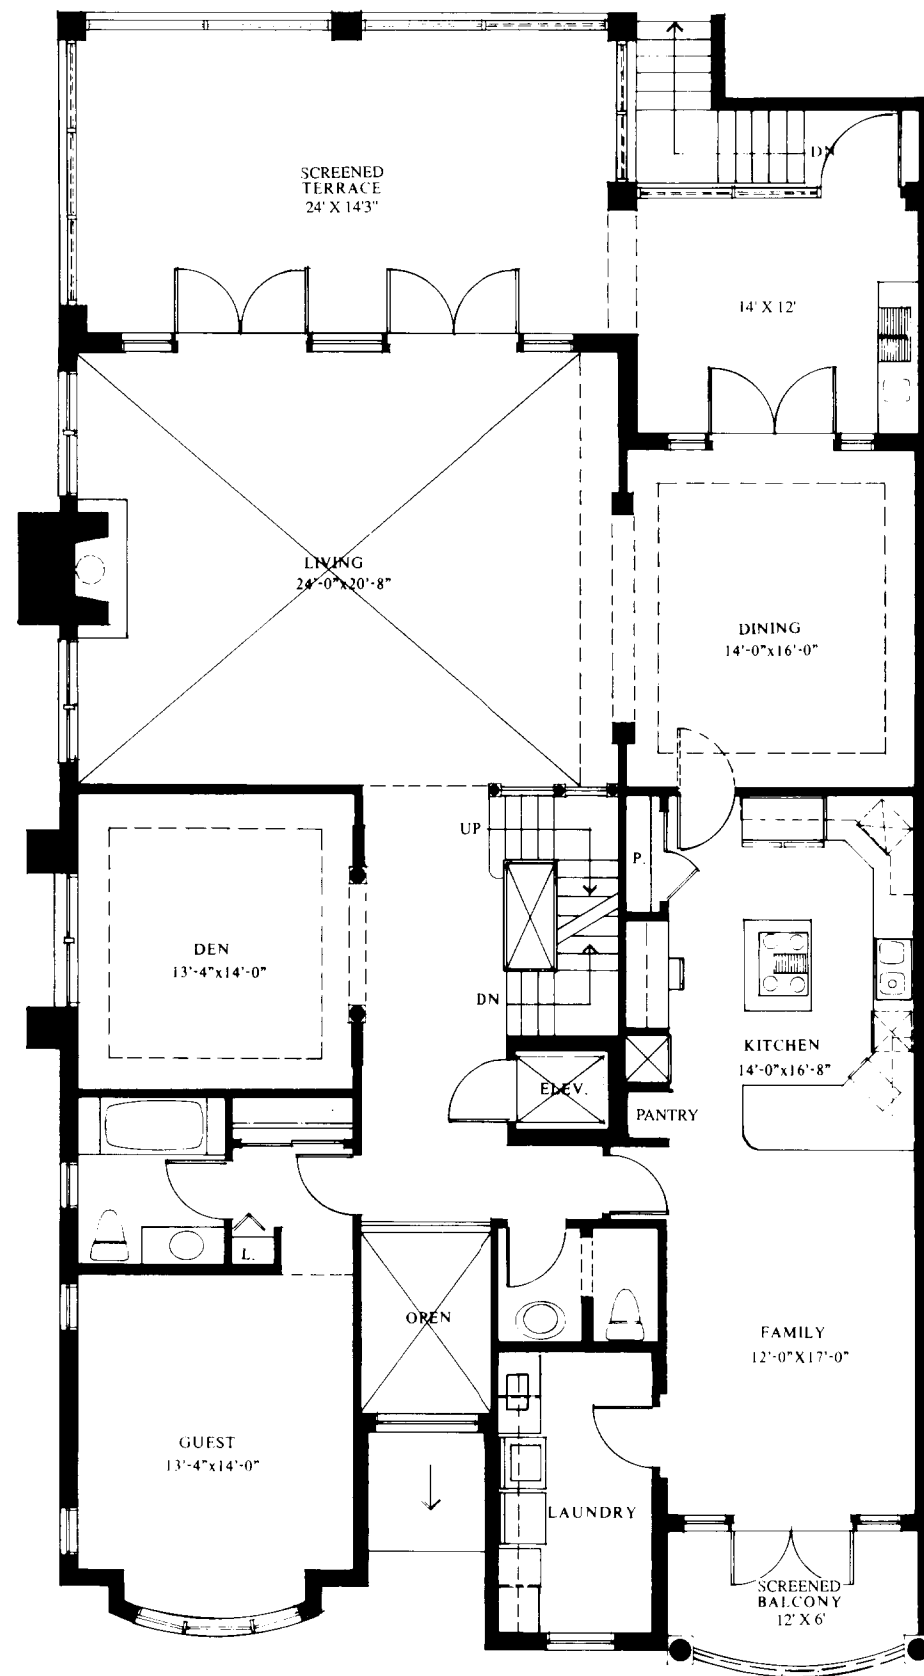 DN
SCREENED
TERRACE
24' X 14'3"
14' X 12'
LIVING
24'-0"x20'-8"
DINING
14'-0"x16'-0"
UP
P.
DEN
13'-4"x14'-0"
DN
KITCHEN
14'-0"x16'-8"
ELEV.
PANTRY
L.
OPEN
FAMILY
12'-0"X17'-0"
GUEST
13'-4"x14'-0"
LAUNDRY
SCREENED
BALCONY
12' X 6'